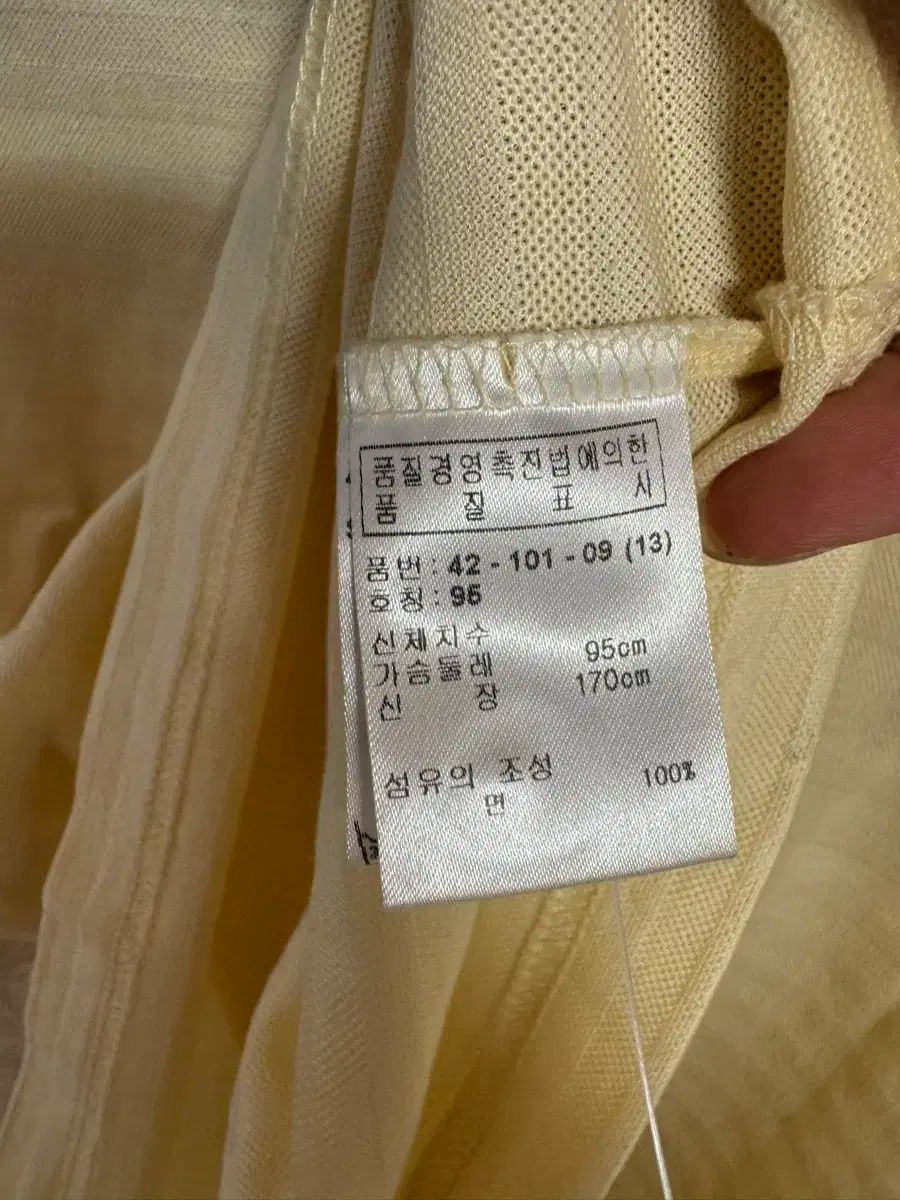 품질경영촉진법에의한
품 질 표 시
품 번 : 42 - 101 - 09 (13)
호 칭 : 95
신 체 치 수
가 슴 둘 레 95cm
신 장 170cm
섬유의 조성
면 100%